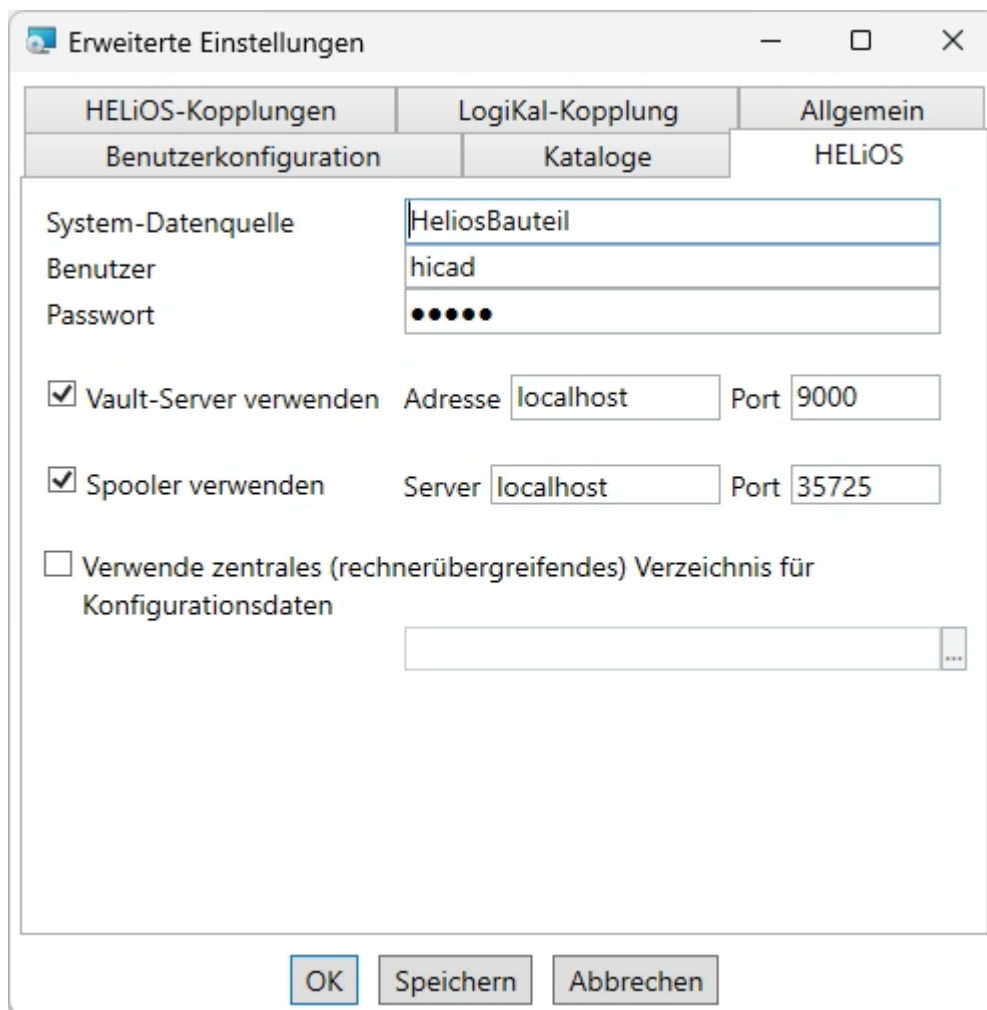 Erweiterte Einstellungen
HELiOS-Kopplungen LogiKal-Kopplung Allgemein
Benutzerkonfiguration Kataloge HELiOS
System-Datenquelle HeliosBauteil
Benutzer hicad
Passwort ●●●●●
Vault-Server verwenden Adresse localhost Port 9000
Spooler verwenden Server localhost Port 35725
Verwende zentrales (rechnerübergreifendes) Verzeichnis für
Konfigurationsdaten
...
OK Speichern Abbrechen